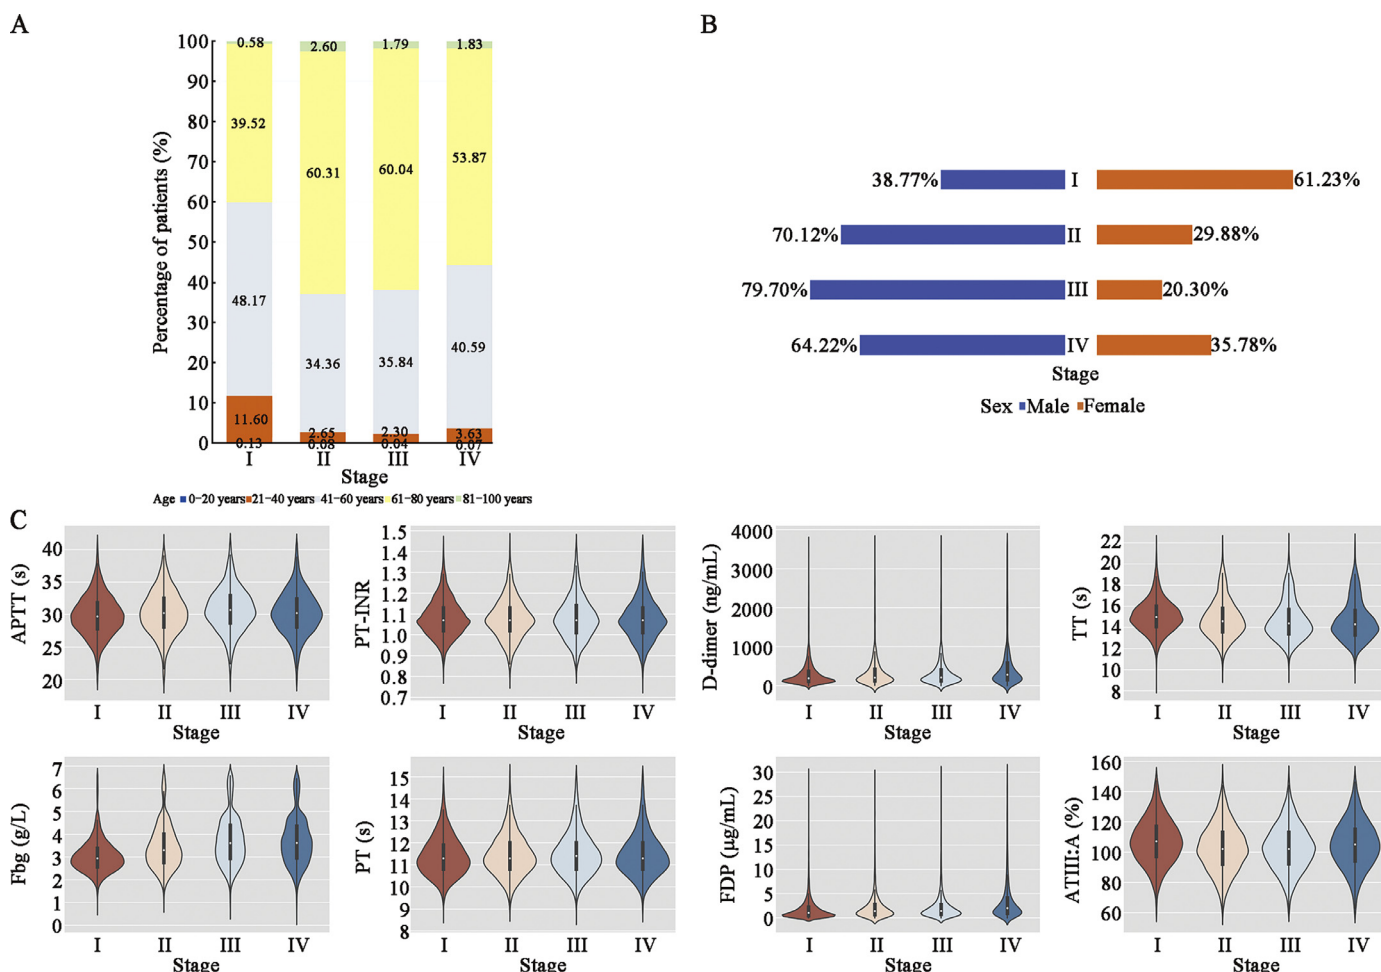 A
Percentage of patients (%)
100
90
80
70
60
50
40
30
20
10
0
0.58
2.60
1.79
1.83
39.52
60.31
60.04
53.87
48.17
34.36
35.84
40.59
11.60
2.65
2.30
3.63
0.13
0.08
0.04
0.07
I II III IV
Stage
Age 0-20 years 21-40 years 41-60 years 61-80 years 81-100 years
B
38.77% I 61.23%
70.12% II 29.88%
79.70% III 20.30%
64.22% IV 35.78%
Stage
Sex Male Female
C
APTT (s)
40
35
30
25
20
I II III IV
Stage
PT-INR
1.5
1.4
1.3
1.2
1.1
1.0
0.9
0.8
0.7
I II III IV
Stage
D-dimer (ng/mL)
4000
3000
2000
1000
0
I II III IV
Stage
TT (s)
22
20
18
16
14
12
10
8
I II III IV
Stage
Fbg (g/L)
7
6
5
4
3
2
1
0
I II III IV
Stage
PT (s)
15
14
13
12
11
10
9
8
I II III IV
Stage
FDP (μg/mL)
30
25
20
15
10
5
0
I II III IV
Stage
ATIII:A (%)
160
140
120
100
80
60
I II III IV
Stage